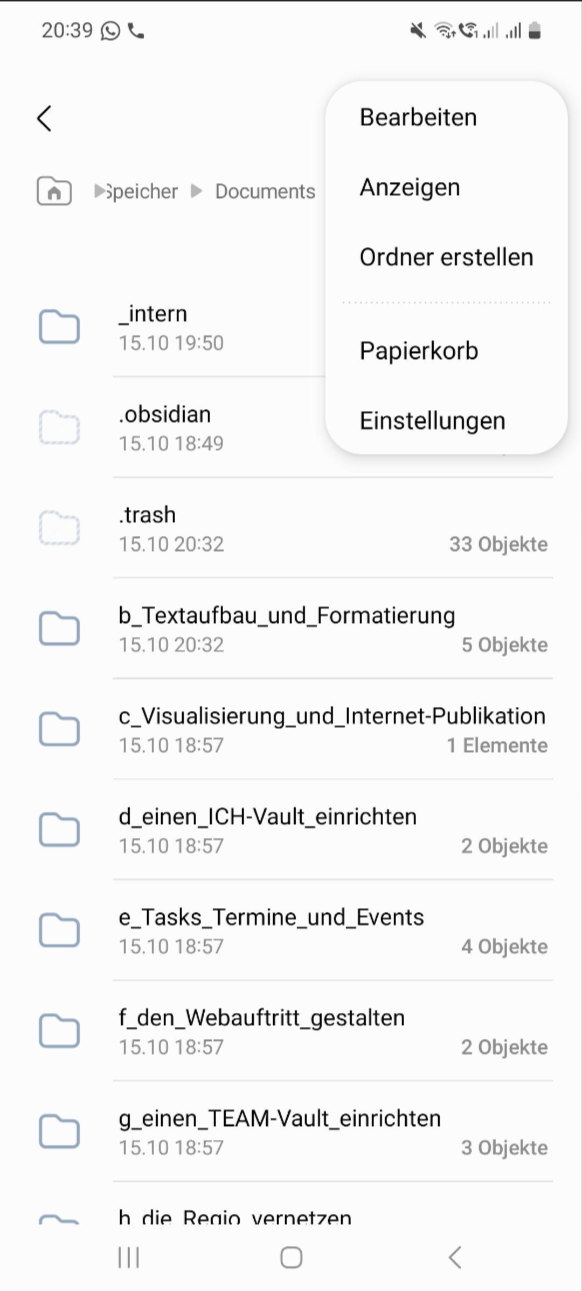 20:39
Bearbeiten
Anzeigen
Ordner erstellen
Papierkorb
Einstellungen
Speicher Documents
_intern
15.10 19:50
.obsidian
15.10 18:49
.trash
15.10 20:32
33 Objekte
b_Textaufbau_und_Formatierung
15.10 20:32
5 Objekte
c_Visualisierung_und_Internet-Publikation
15.10 18:57
1 Elemente
d_einen_ICH-Vault_einrichten
15.10 18:57
2 Objekte
e_Tasks_Termine_und_Events
15.10 18:57
4 Objekte
f_den_Webauftritt_gestalten
15.10 18:57
2 Objekte
g_einen_TEAM-Vault_einrichten
15.10 18:57
3 Objekte
h_die_Regio_vernetzen